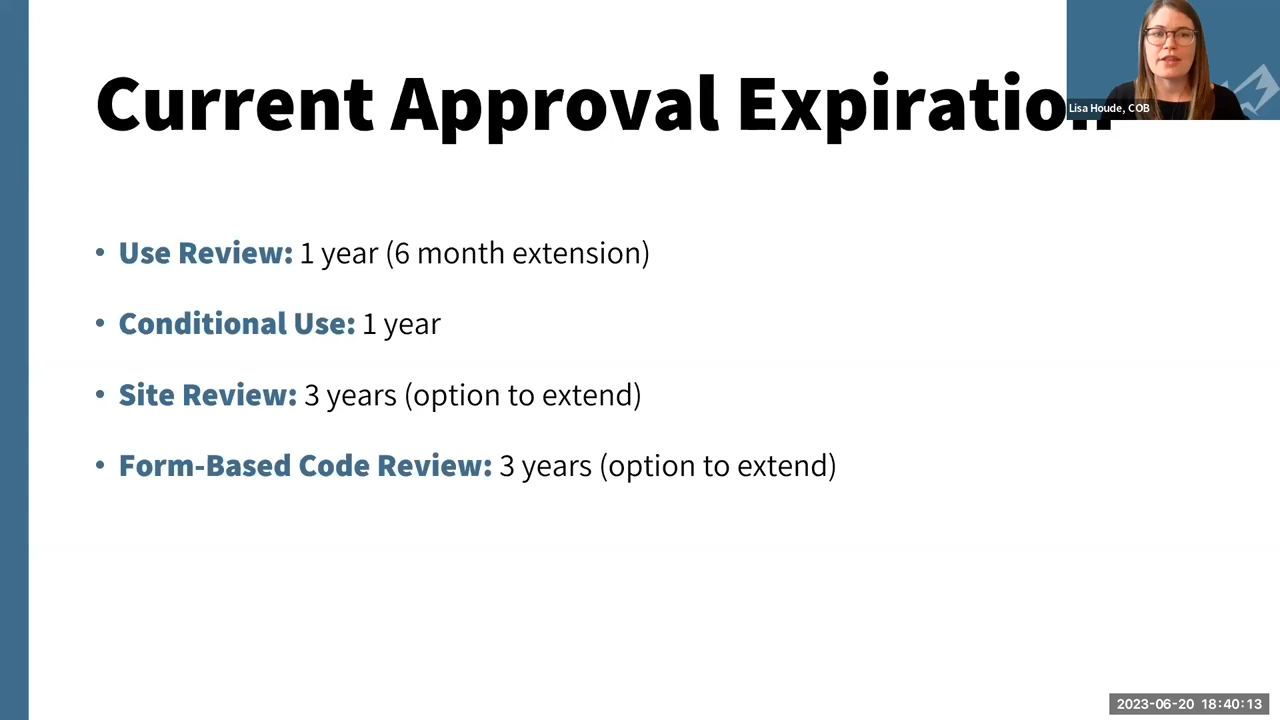 Current Approval Expiration
Lisa Houde, COB
• Use Review: 1 year (6 month extension)
• Conditional Use: 1 year
• Site Review: 3 years (option to extend)
• Form-Based Code Review: 3 years (option to extend)
2023-06-20 18:40:13